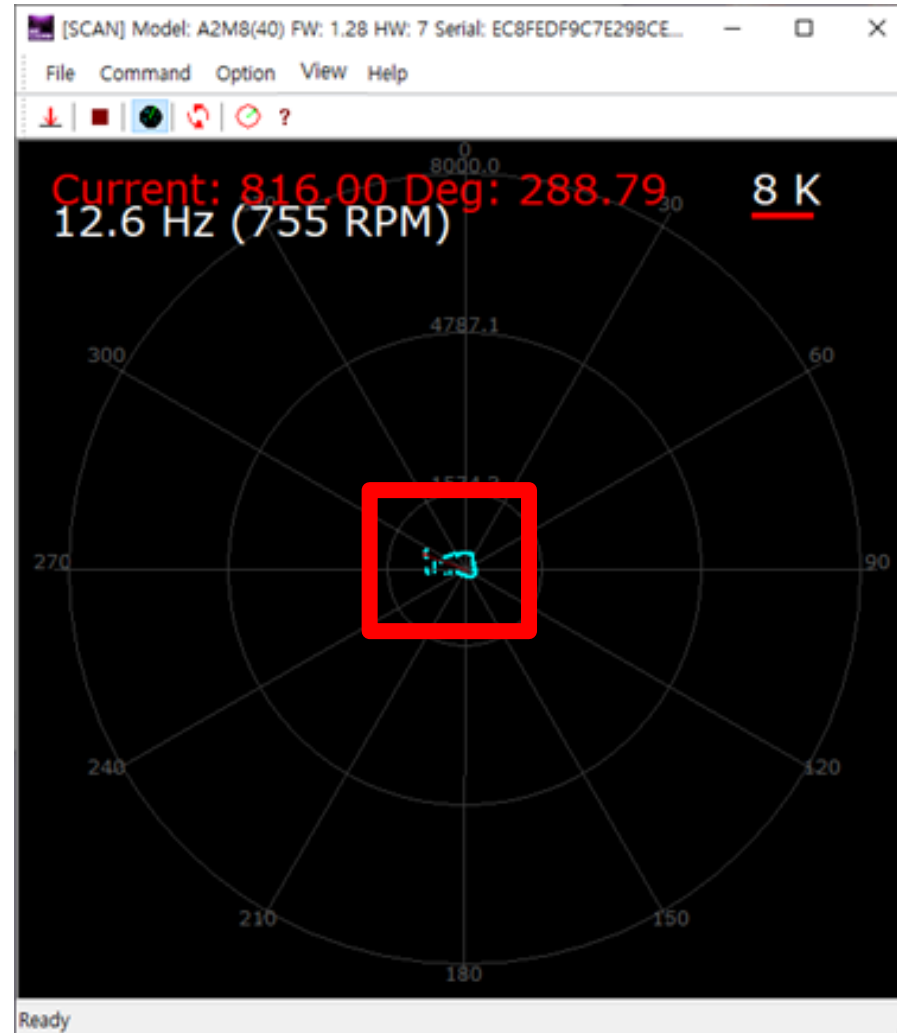 [SCAN] Model: A2M8(40) FW: 1.28 HW: 7 Serial: EC8FEDF9C7E298CE...
File Command Option View Help
?
0
8000.0
Current: 816.00 Deg: 288.79
8 K
30
12.6 Hz (755 RPM)
4787.1
300
60
270
90
240
120
210
150
180
Ready